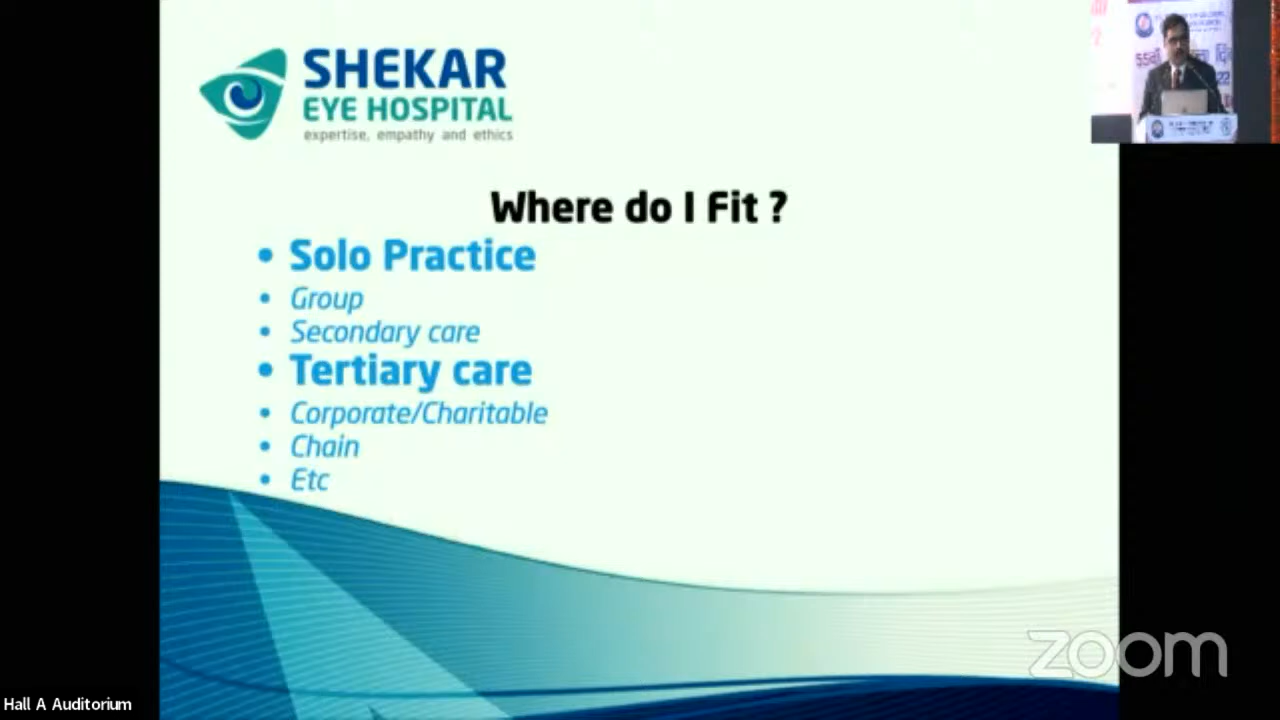 SHEKAR
EYE HOSPITAL
expertise, empathy and ethics
Where do I Fit ?
• Solo Practice
• Group
• Secondary care
• Tertiary care
• Corporate/Charitable
• Chain
• Etc
zoom
Hall A Auditorium